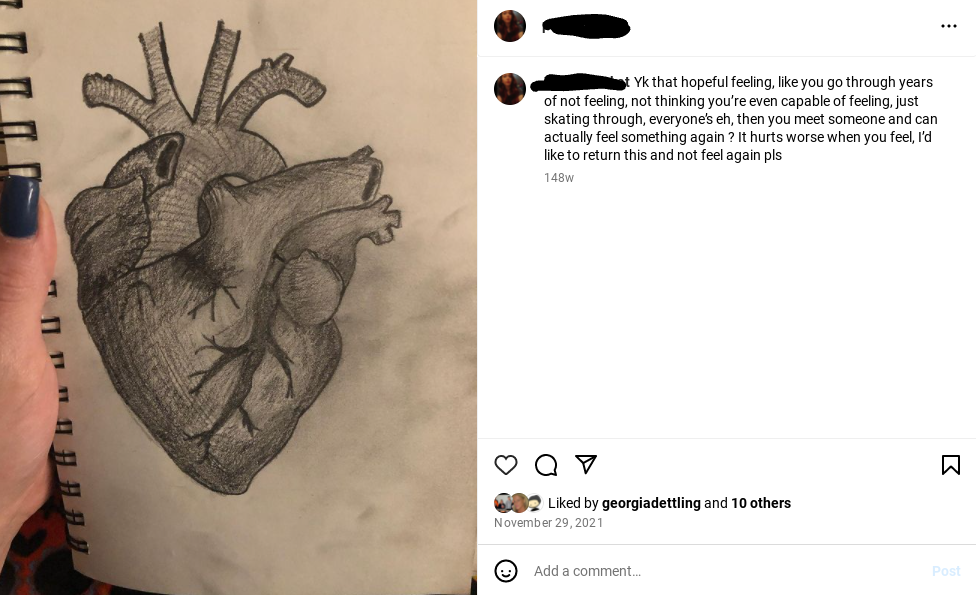 Yk that hopeful feeling, like you go through years
of not feeling, not thinking you’re even capable of feeling, just
skating through, everyone’s eh, then you meet someone and can
actually feel something again ? It hurts worse when you feel, I’d
like to return this and not feel again pls
148w
Liked by georgiadettling and 10 others
November 29, 2021
Add a comment…
Post